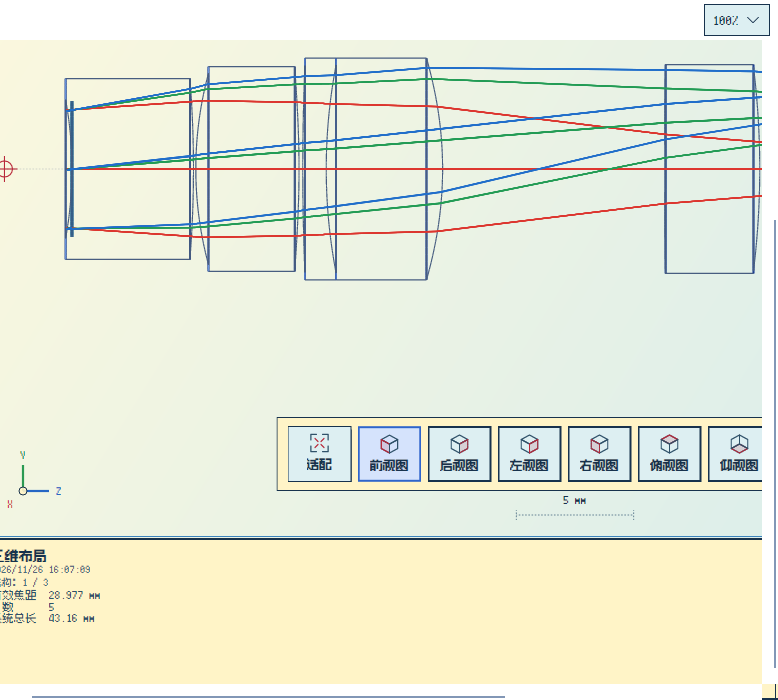 100%
适配 前视图 后视图 左视图 右视图 俯视图 仰视图
Y
Z
X
5 мм
三维布局
26/11/26 16:07:09
构: 1 / 3
效焦距 28.977 мм
数 5
统总长 43.16 мм